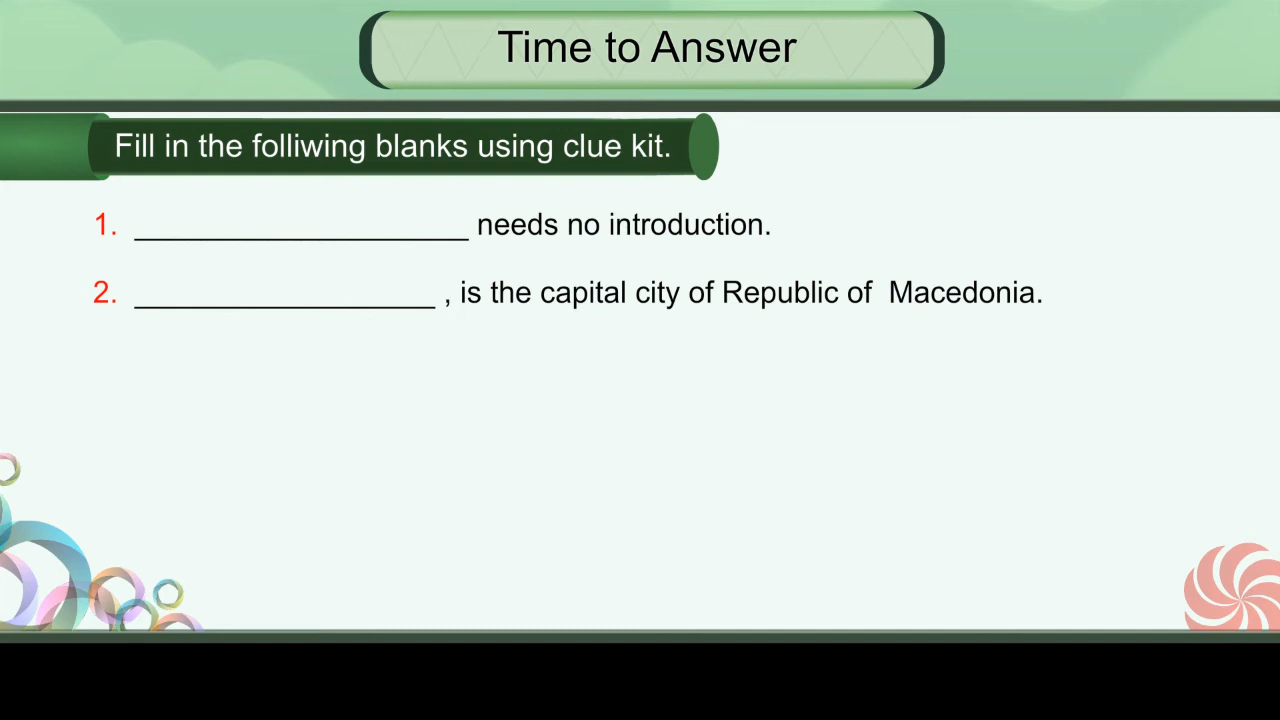 Time to Answer
Fill in the folliwing blanks using clue kit.
1. ____________________ needs no introduction.
2. __________________ , is the capital city of Republic of  Macedonia.